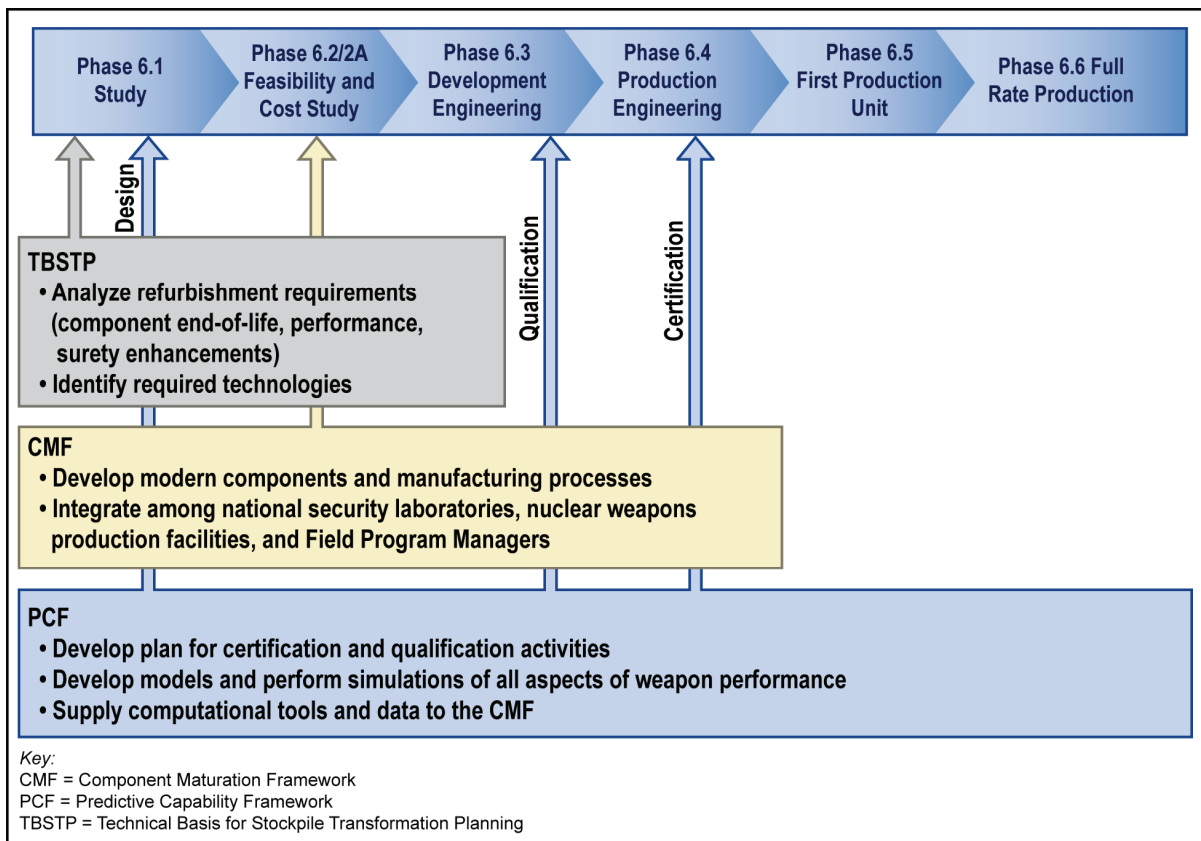 Phase 6.1
Study
Phase 6.2/2A
Feasibility and
Cost Study
Phase 6.3
Development
Engineering
Phase 6.4
Production
Engineering
Phase 6.5
First Production
Unit
Phase 6.6 Full
Rate Production
Design
Qualification
Certification
TBSTP
• Analyze refurbishment requirements
(component end-of-life, performance,
surety enhancements)
• Identify required technologies
CMF
• Develop modern components and manufacturing processes
• Integrate among national security laboratories, nuclear weapons
production facilities, and Field Program Managers
PCF
• Develop plan for certification and qualification activities
• Develop models and perform simulations of all aspects of weapon performance
• Supply computational tools and data to the CMF
Key:
CMF = Component Maturation Framework
PCF = Predictive Capability Framework
TBSTP = Technical Basis for Stockpile Transformation Planning